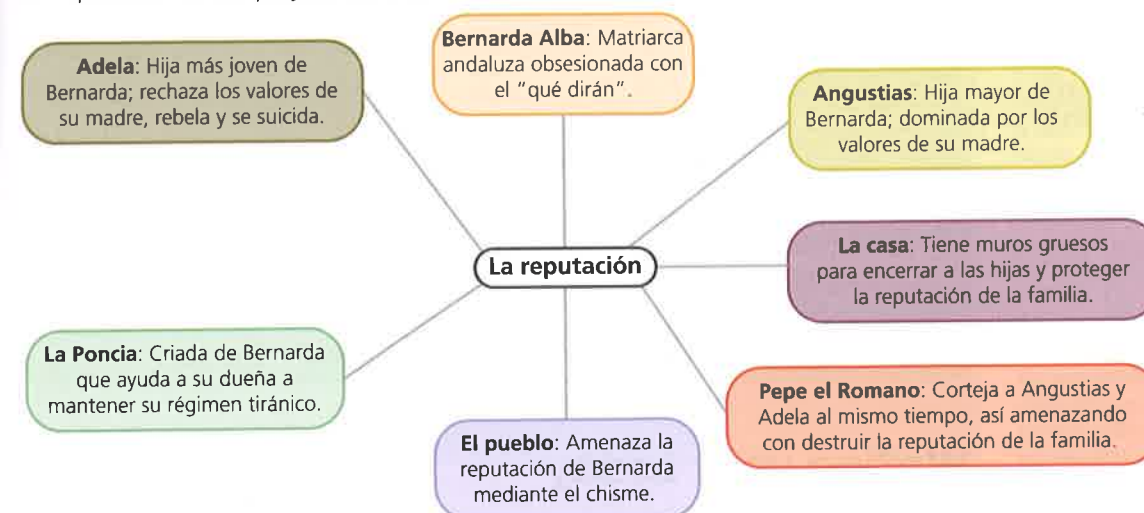 Bernarda Alba: Matriarca
andaluza obsesionada con
el "qué dirán".
Adela: Hija más joven de
Bernarda; rechaza los valores de
su madre, rebela y se suicida.
Angustias: Hija mayor de
Bernarda; dominada por los
valores de su madre.
La reputación
La casa: Tiene muros gruesos
para encerrar a las hijas y proteger
la reputación de la familia.
La Poncia: Criada de Bernarda
que ayuda a su dueña a
mantener su régimen tiránico.
Pepe el Romano: Corteja a Angustias y
Adela al mismo tiempo, así amenazando
con destruir la reputación de la familia.
El pueblo: Amenaza la
reputación de Bernarda
mediante el chisme.